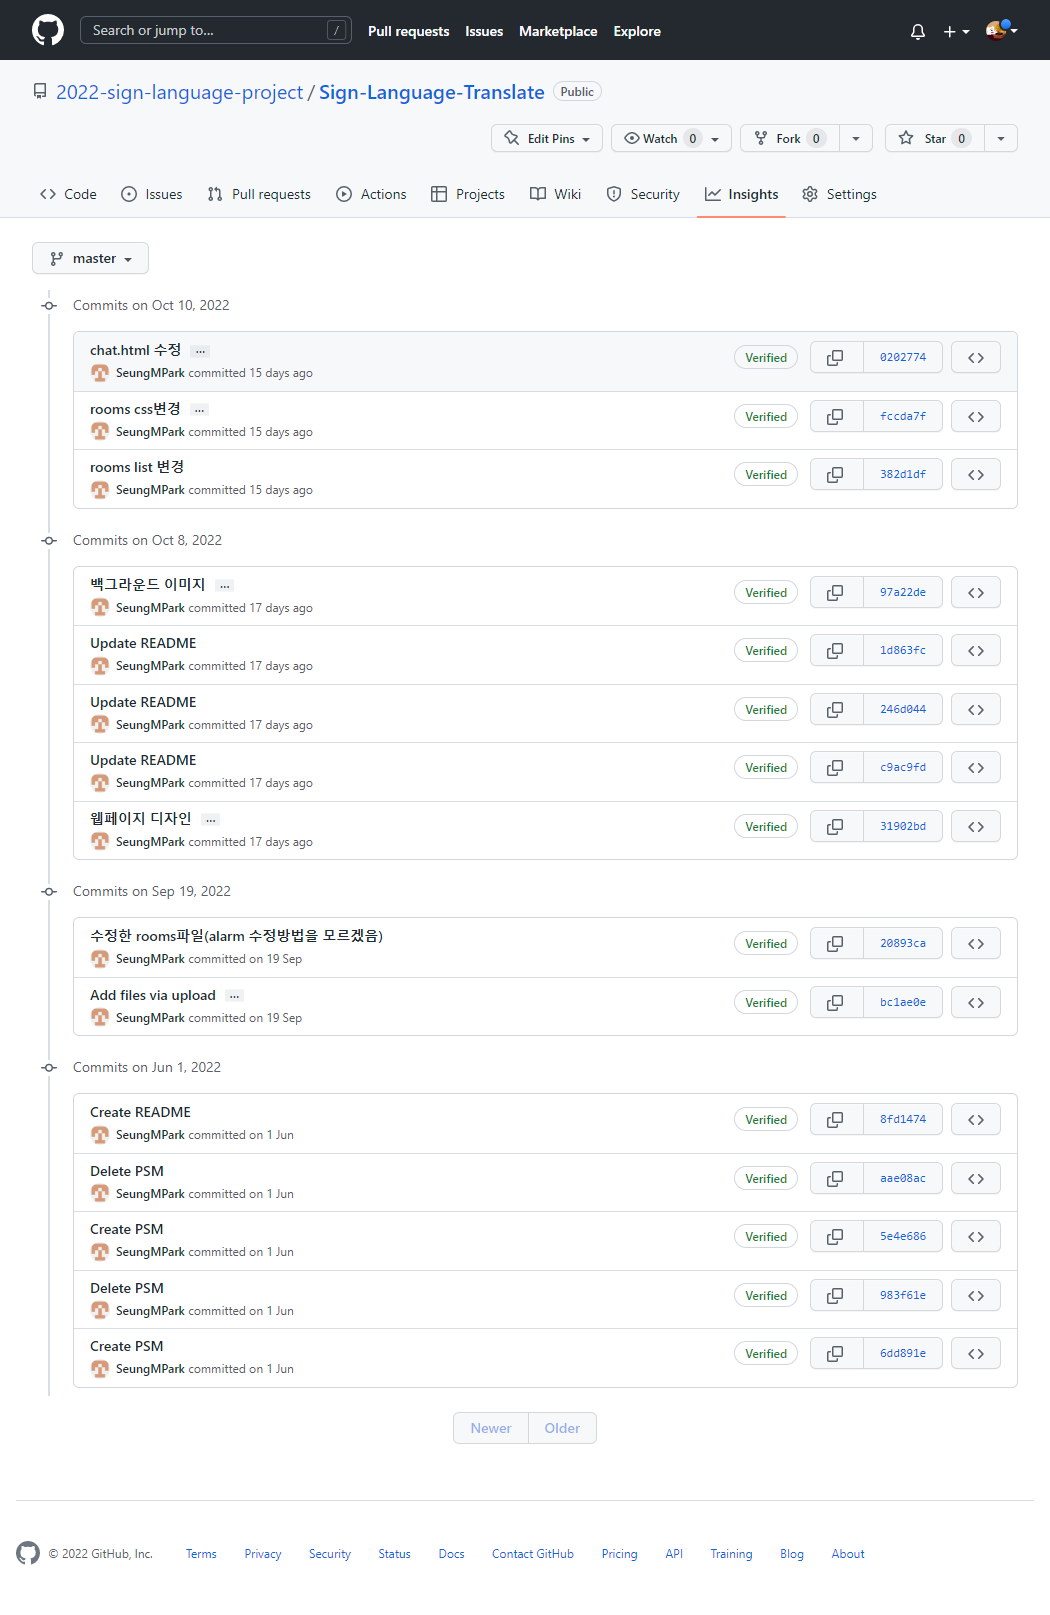 Search or jump to... /
Pull requests Issues Marketplace Explore
2022-sign-language-project / Sign-Language-Translate Public
Edit Pins Watch 0 Fork 0 Star 0
Code Issues Pull requests Actions Projects Wiki Security Insights Settings
master
Commits on Oct 10, 2022
chat.html 수정 ...
SeungMPark committed 15 days ago
Verified 0202774
rooms css변경 ...
SeungMPark committed 15 days ago
Verified fccda7f
rooms list 변경
SeungMPark committed 15 days ago
Verified 382d1df
Commits on Oct 8, 2022
백그라운드 이미지 ...
SeungMPark committed 17 days ago
Verified 97a22de
Update README
SeungMPark committed 17 days ago
Verified 1d863fc
Update README
SeungMPark committed 17 days ago
Verified 246d044
Update README
SeungMPark committed 17 days ago
Verified c9ac9fd
웹페이지 디자인 ...
SeungMPark committed 17 days ago
Verified 31902bd
Commits on Sep 19, 2022
수정한 rooms파일(alarm 수정방법을 모르겠음)
SeungMPark committed on 19 Sep
Verified 20893ca
Add files via upload ...
SeungMPark committed on 19 Sep
Verified bc1ae0e
Commits on Jun 1, 2022
Create README
SeungMPark committed on 1 Jun
Verified 8fd1474
Delete PSM
SeungMPark committed on 1 Jun
Verified aae08ac
Create PSM
SeungMPark committed on 1 Jun
Verified 5e4e686
Delete PSM
SeungMPark committed on 1 Jun
Verified 983f61e
Create PSM
SeungMPark committed on 1 Jun
Verified 6dd891e
Newer Older
© 2022 GitHub, Inc. Terms Privacy Security Status Docs Contact GitHub Pricing API Training Blog About